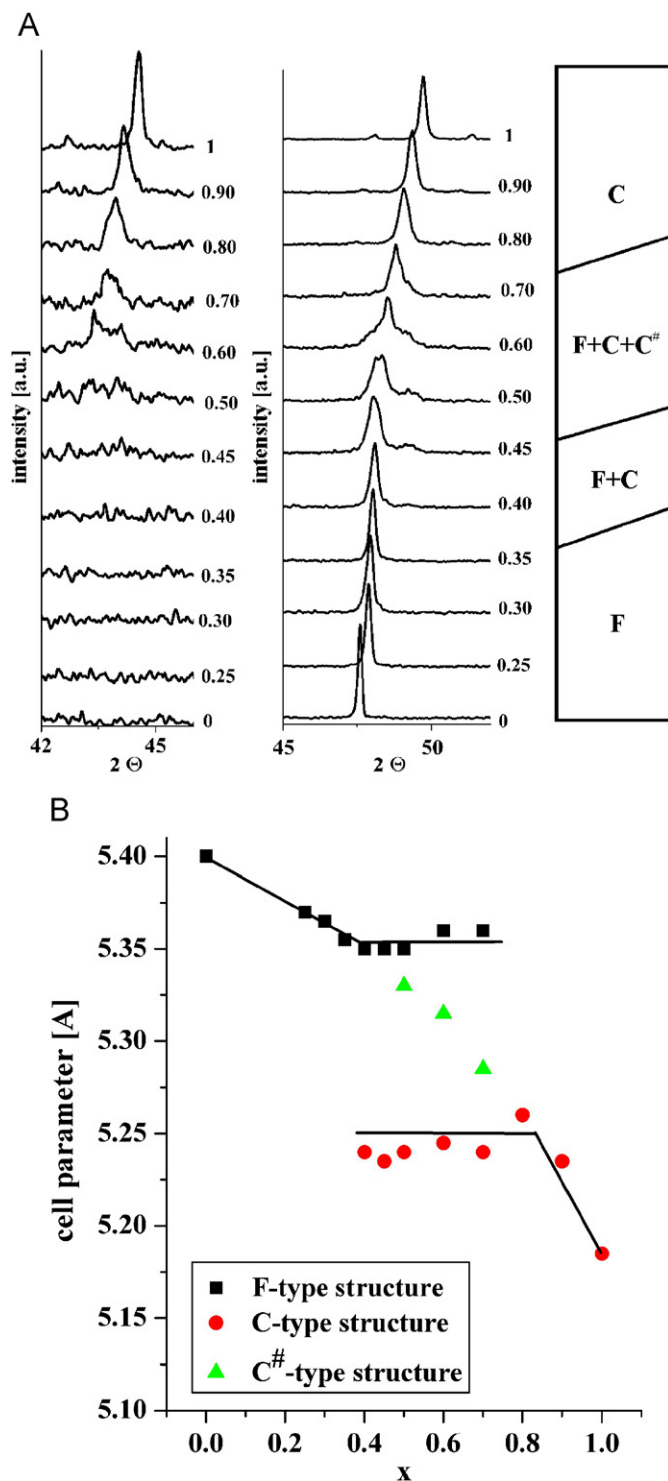 A
1
0.90
0.80
0.70
0.60
0.50
0.45
0.40
0.35
0.30
0.25
0
intensity [a.u.]
42
45
2 Θ
1
0.90
0.80
0.70
0.60
0.50
0.45
0.40
0.35
0.30
0.25
0
intensity [a.u.]
45
50
2 Θ
C
F+C+C#
F+C
F
B
5.40
5.35
5.30
5.25
5.20
5.15
5.10
cell parameter [A]
F-type structure
C-type structure
C#-type structure
0.0 0.2 0.4 0.6 0.8 1.0
x